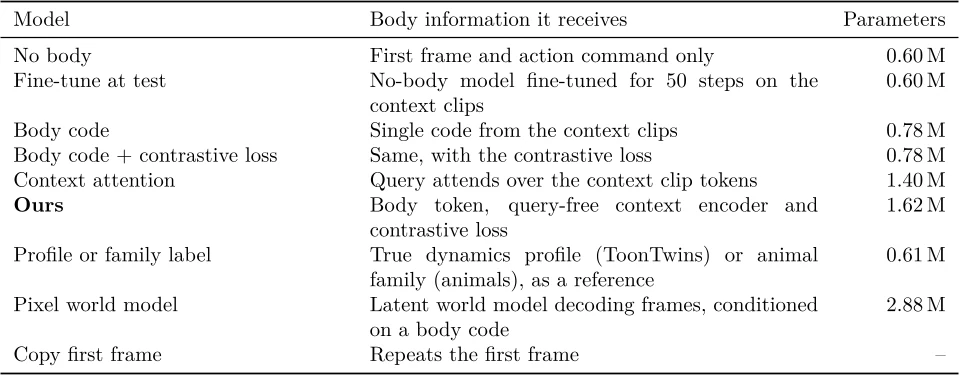 Model Body information it receives Parameters
No body First frame and action command only 0.60 M
Fine-tune at test No-body model fine-tuned for 50 steps on the 0.60 M
context clips
Body code Single code from the context clips 0.78 M
Body code + contrastive loss Same, with the contrastive loss 0.78 M
Context attention Query attends over the context clip tokens 1.40 M
Ours Body token, query-free context encoder and 1.62 M
contrastive loss
Profile or family label True dynamics profile (ToonTwins) or animal 0.61 M
family (animals), as a reference
Pixel world model Latent world model decoding frames, conditioned 2.88 M
on a body code
Copy first frame Repeats the first frame –